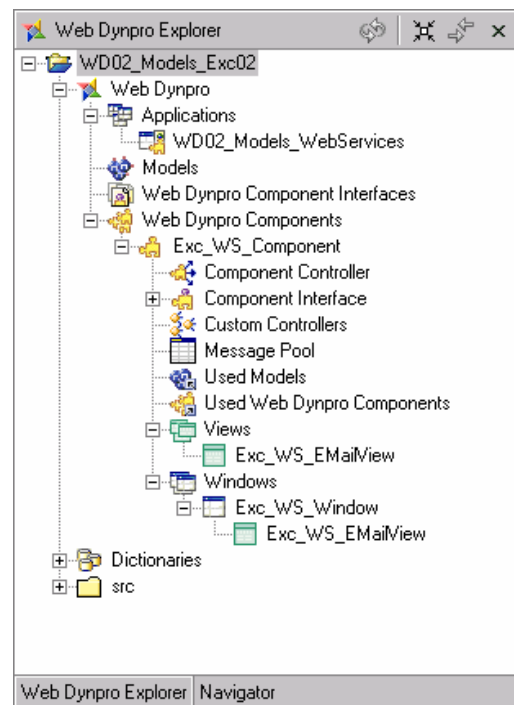 Web Dynpro Explorer
WD02_Models_Exc02
Web Dynpro
Applications
WD02_Models_WebServices
Models
Web Dynpro Component Interfaces
Web Dynpro Components
Exc_WS_Component
Component Controller
Component Interface
Custom Controllers
Message Pool
Used Models
Used Web Dynpro Components
Views
Exc_WS_EMailView
Windows
Exc_WS_Window
Exc_WS_EMailView
Dictionaries
src
Web Dynpro Explorer Navigator